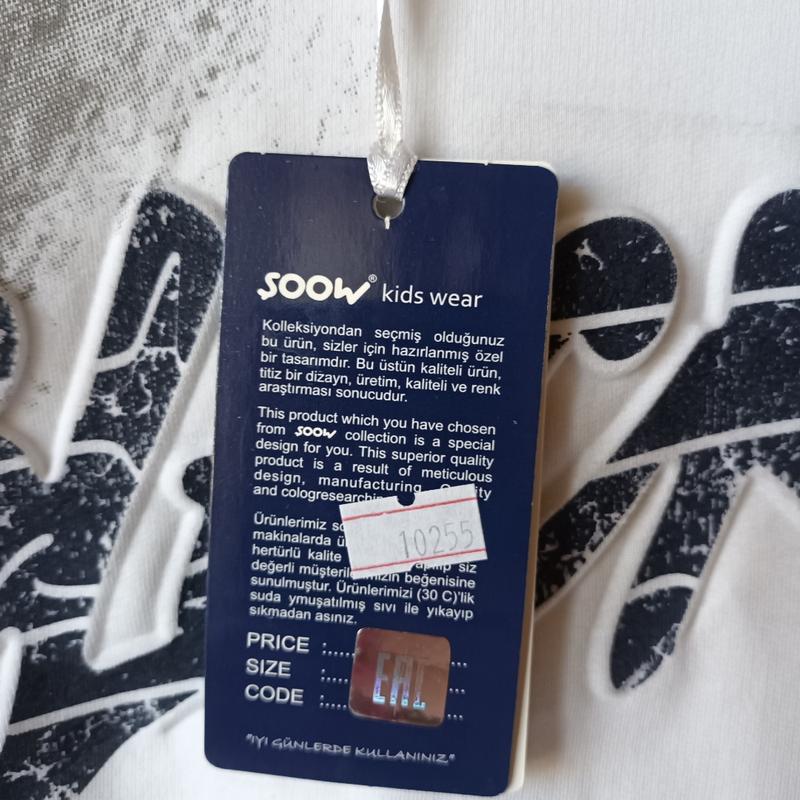 SOOW® kids wear
Kolleksiyondan seçmiş olduğunuz
bu ürün, sizler için hazırlanmış özel
bir tasarımdır. Bu üstün kaliteli ürün,
titiz bir dizayn, üretim, kaliteli ve renk
araştırması sonucudur.
This product which you have chosen
from SOOW collection is a special
design for you. This superior quality
product is a result of meticulous
design, manufacturing
and cologresearching
10255
Ürünlerimiz
makinalarda
hertürlü kalite siz
değerli beğenisine
sunulmuştur. Ürünlerimizi (30 C)'lik
suda ymuşatılmış sıvı ile yıkayıp
sıkmadan asınız.
PRICE :.....
SIZE :.....
CODE :.....
EAC
"IYI GÜNLERDE KULLANINIZ"